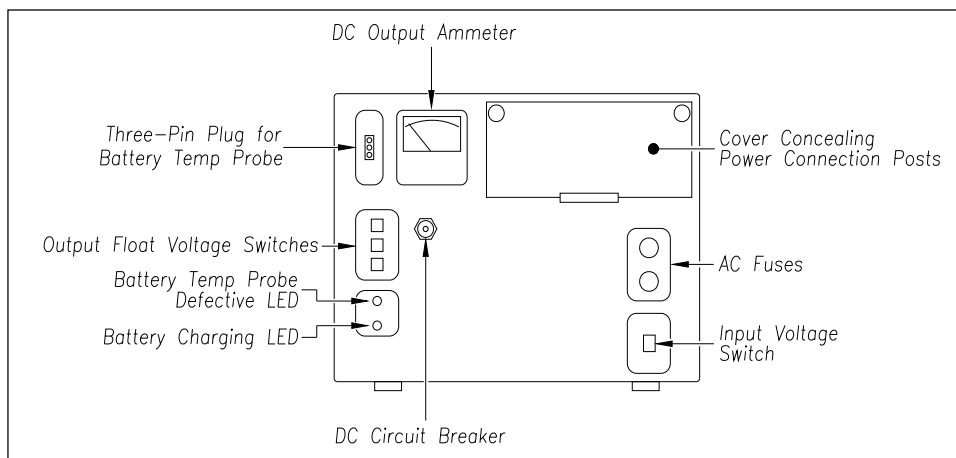 DC Output Ammeter
Three-Pin Plug for
Battery Temp Probe
Cover Concealing
Power Connection Posts
Output Float Voltage Switches
AC Fuses
Battery Temp Probe
Defective LED
Battery Charging LED
Input Voltage
Switch
DC Circuit Breaker